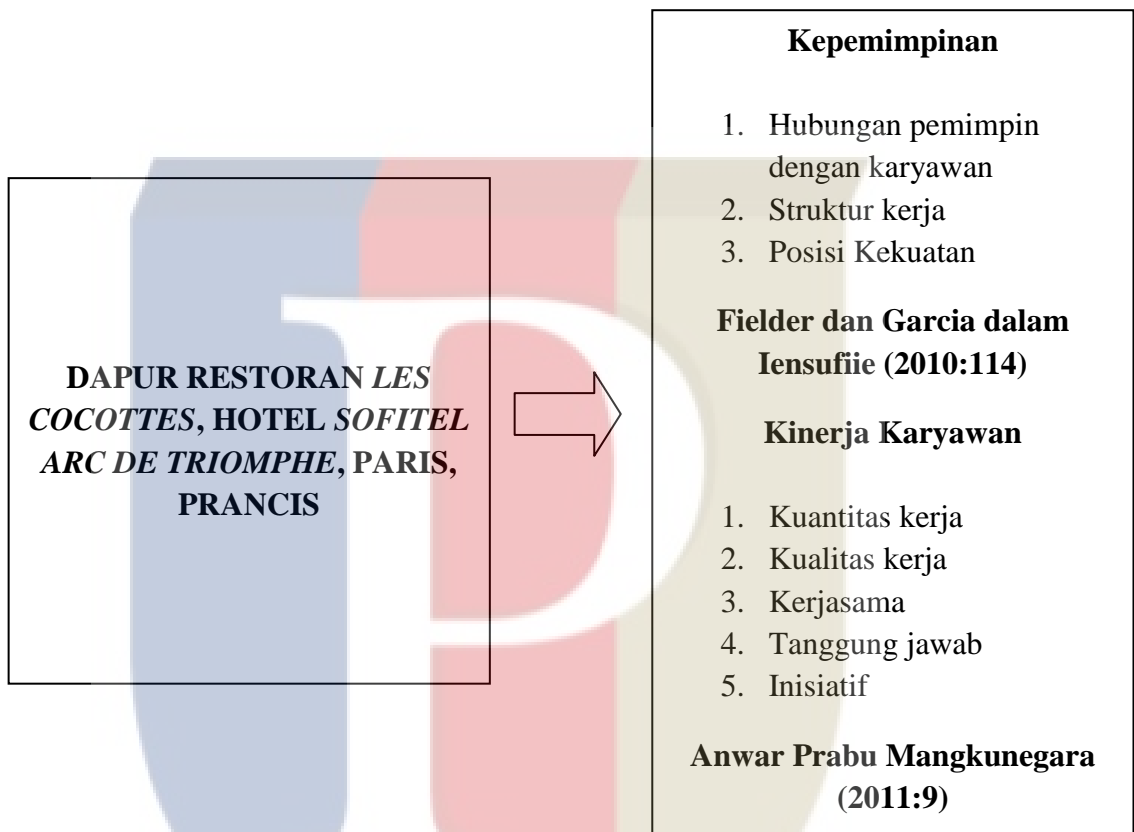 DAPUR RESTORAN LES
COCOTTES, HOTEL SOFITEL
ARC DE TRIOMPHE, PARIS,
PRANCIS
Kepemimpinan
1. Hubungan pemimpin
dengan karyawan
2. Struktur kerja
3. Posisi Kekuatan
Fielder dan Garcia dalam
Iensufiie (2010:114)
Kinerja Karyawan
1. Kuantitas kerja
2. Kualitas kerja
3. Kerjasama
4. Tanggung jawab
5. Inisiatif
Anwar Prabu Mangkunegara
(2011:9)